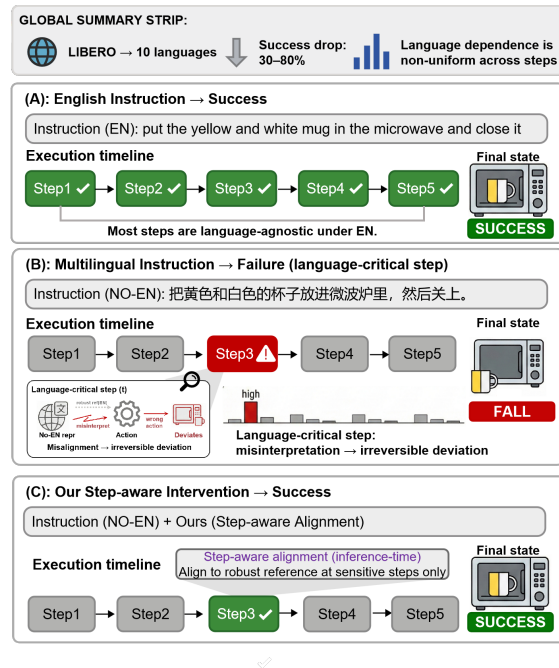 GLOBAL SUMMARY STRIP:
LIBERO → 10 languages
Success drop:
30–80%
Language dependence is
non-uniform across steps
(A): English Instruction → Success
Instruction (EN): put the yellow and white mug in the microwave and close it
Execution timeline
Final state
Step1 Step2 Step3 Step4 Step5
Most steps are language-agnostic under EN.
SUCCESS
(B): Multilingual Instruction → Failure (language-critical step)
Instruction (NO-EN): 把黄色和白色的杯子放进微波炉里，然后关上。
Execution timeline
Final state
Step1 Step2 Step3 Step4 Step5
Language-critical step (t)
robust ref(EN)
misinterpret
wrong
action
No-EN repr Action Deviates
Misalignment → irreversible deviation
high
FALL
Language-critical step:
misinterpretation → irreversible deviation
(C): Our Step-aware Intervention → Success
Instruction (NO-EN) + Ours (Step-aware Alignment)
Execution timeline
Step-aware alignment (inference-time)
Align to robust reference at sensitive steps only
Final state
Step1 Step2 Step3 Step4 Step5
SUCCESS